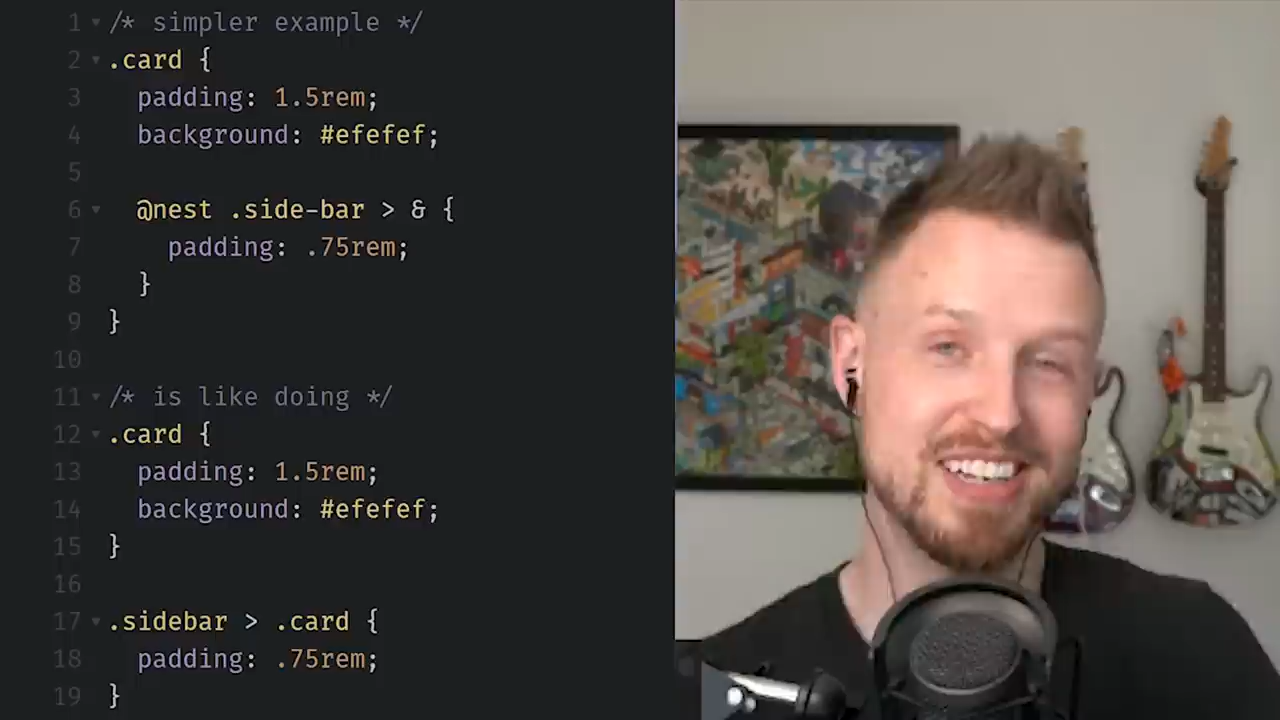 1 /* simpler example */
2 .card {
3 padding: 1.5rem;
4 background: #efefef;
5
6 @nest .side-bar > & {
7 padding: .75rem;
8 }
9 }
10
11 /* is like doing */
12 .card {
13 padding: 1.5rem;
14 background: #efefef;
15 }
16
17 .sidebar > .card {
18 padding: .75rem;
19 }